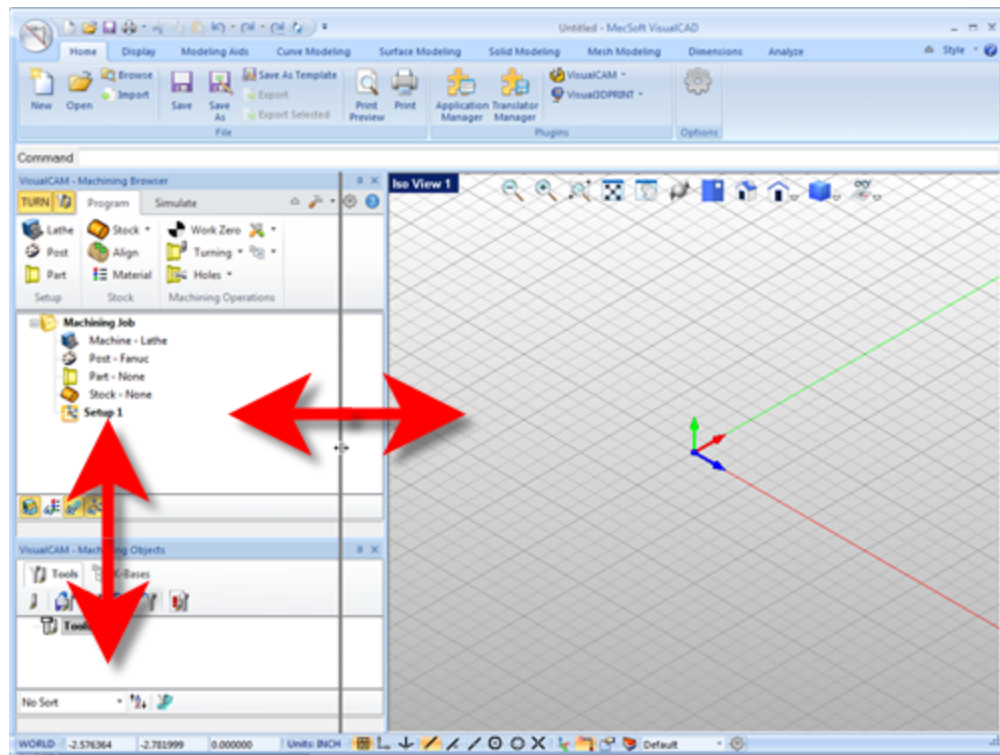 Untitled - MecSoft VisualCAD
Home Display Modeling Aids Curve Modeling Surface Modeling Solid Modeling Mesh Modeling Dimensions Analyze Style
New Open Browse Import Save Save As Save As Template Export Export Selected Print Preview Print Application Manager Translator Manager VisualCAM Visual3DPRINT
File Plugins Options
Command
VisualCAM - Machining Browser
Iso View 1
TURN Program Simulate
Lathe Stock Work Zero
Post Align Turning
Part Material Holes
Setup Stock Machining Operations
Machining Job
Machine - Lathe
Post - Fanuc
Part - None
Stock - None
Setup 1
VisualCAM - Machining Objects
Tools K-Bases
No Sort
WORLD -2.576364 -2.781999 0.000000 Units: INCH Default